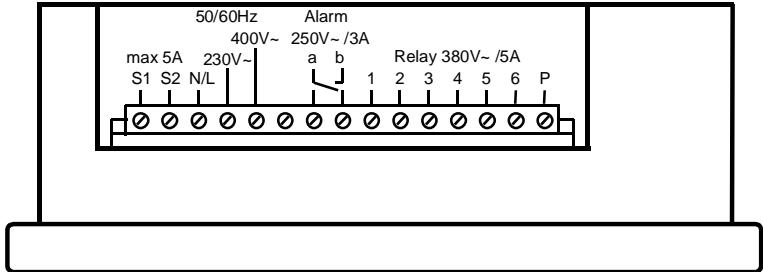 50/60Hz Alarm
400V~ 250V~ /3A
max 5A 230V~ a b Relay 380V~ /5A
S1 S2 N/L 1 2 3 4 5 6 P